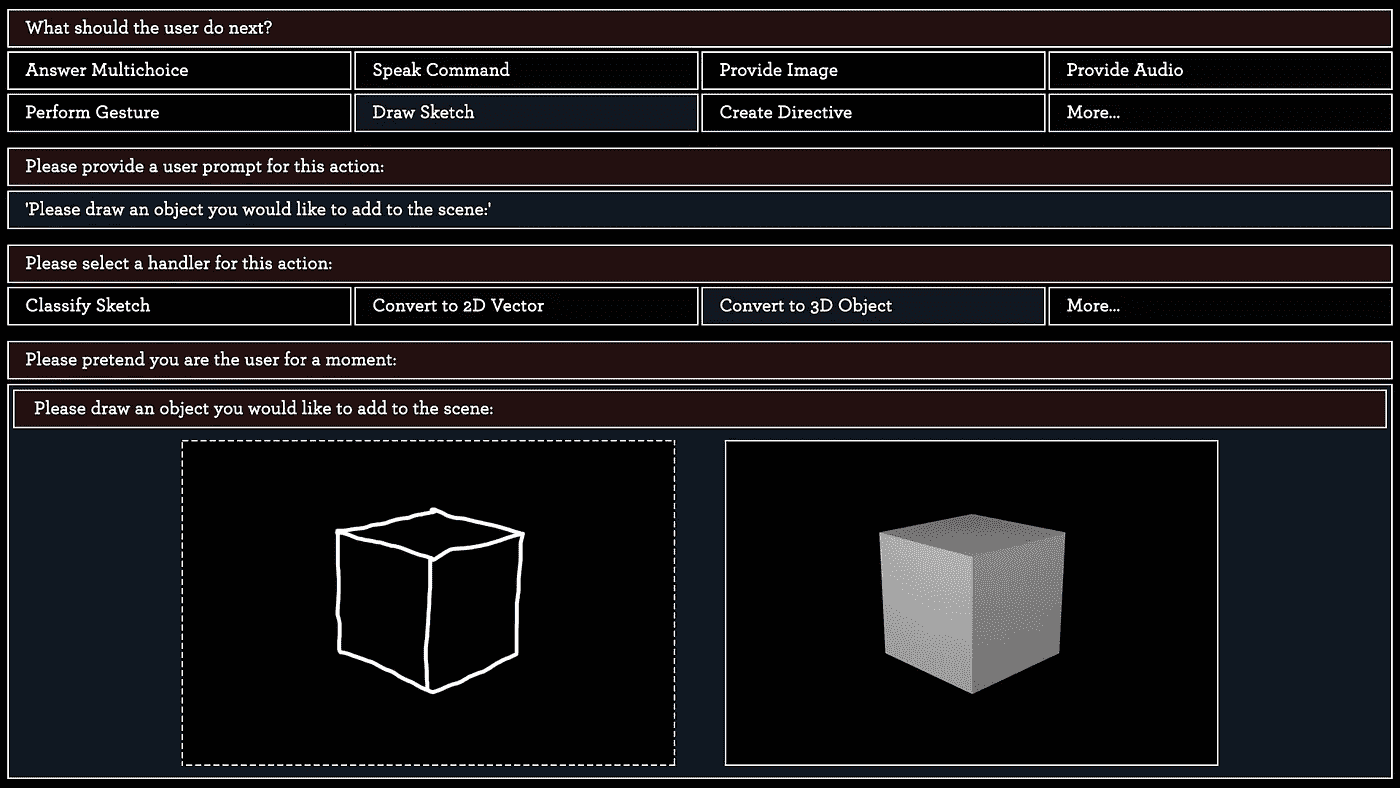 What should the user do next?
Answer Multichoice
Speak Command
Provide Image
Provide Audio
Perform Gesture
Draw Sketch
Create Directive
More...
Please provide a user prompt for this action:
'Please draw an object you would like to add to the scene:'
Please select a handler for this action:
Classify Sketch
Convert to 2D Vector
Convert to 3D Object
More...
Please pretend you are the user for a moment:
Please draw an object you would like to add to the scene: